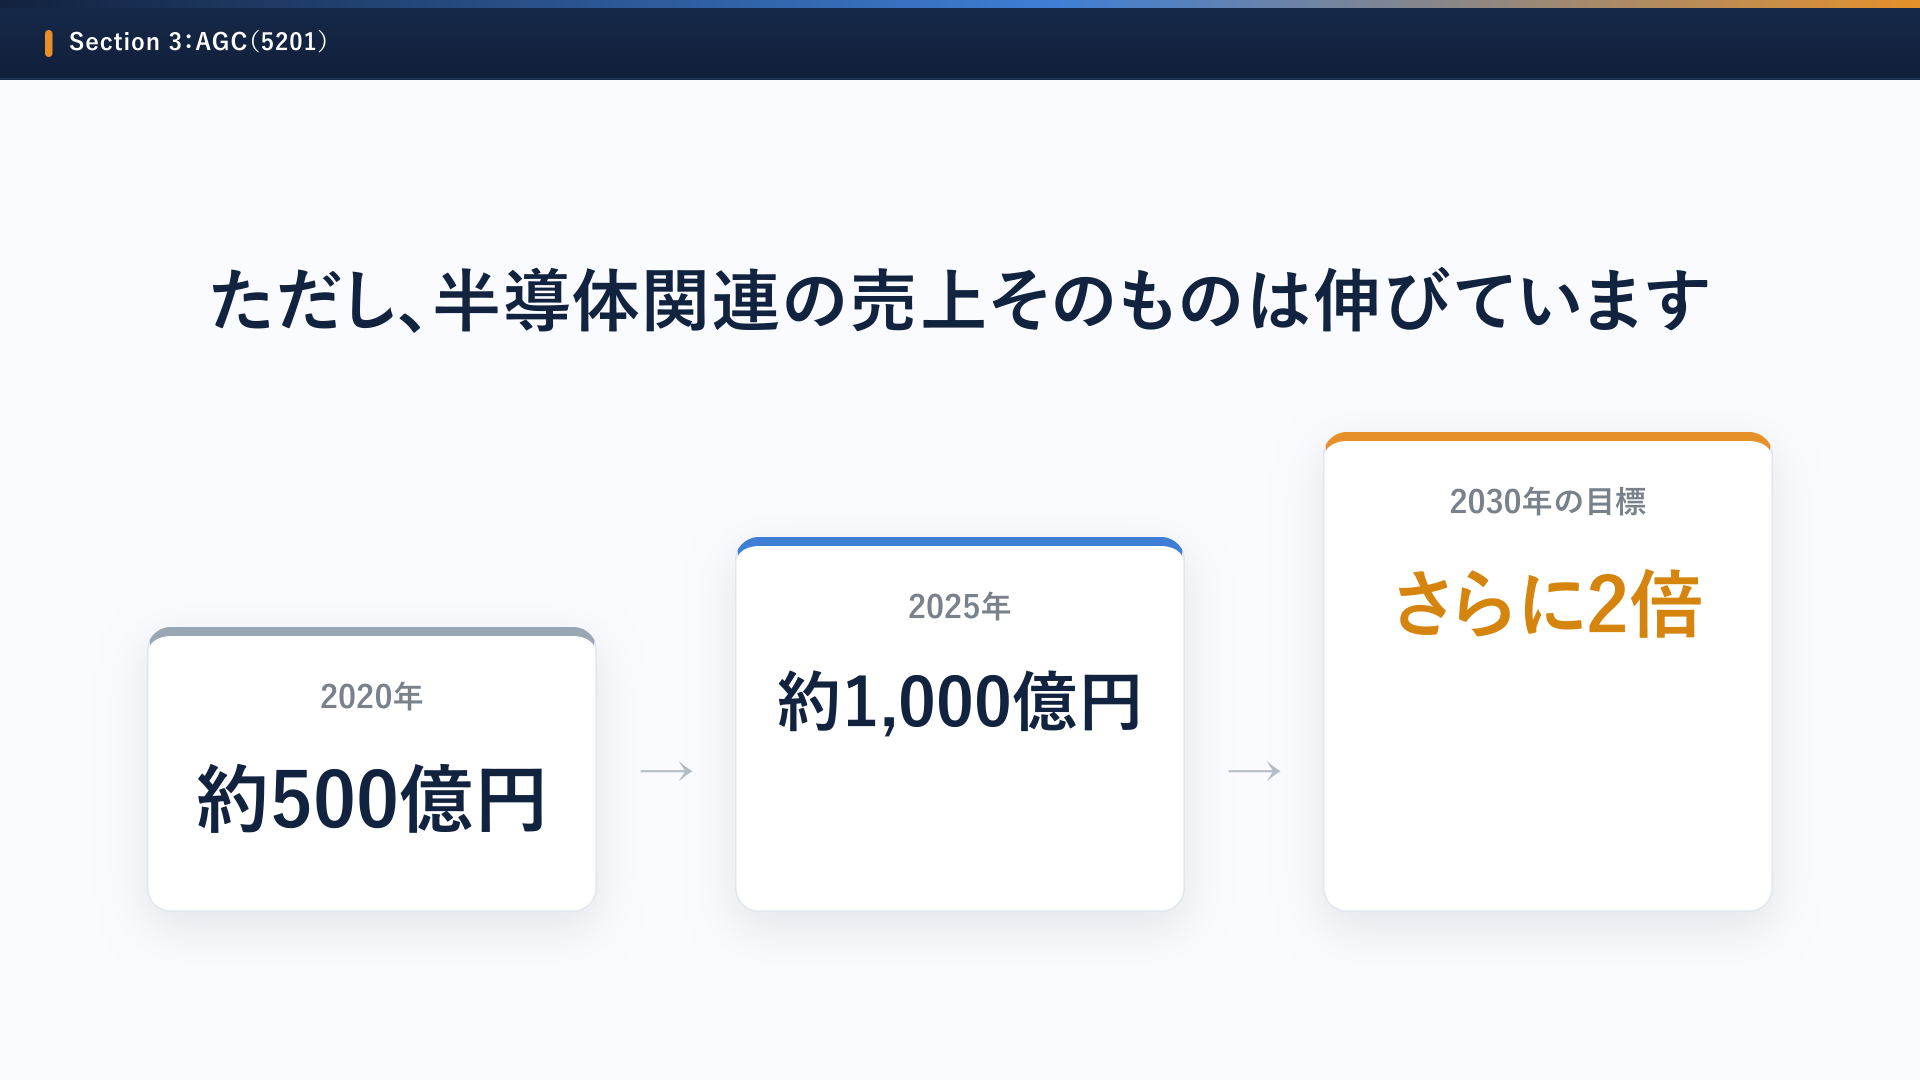 Section 3：AGC（5201）
ただし、半導体関連の売上そのものは伸びています
2020年
約500億円
→
2025年
約1,000億円
→
2030年の目標
さらに2倍